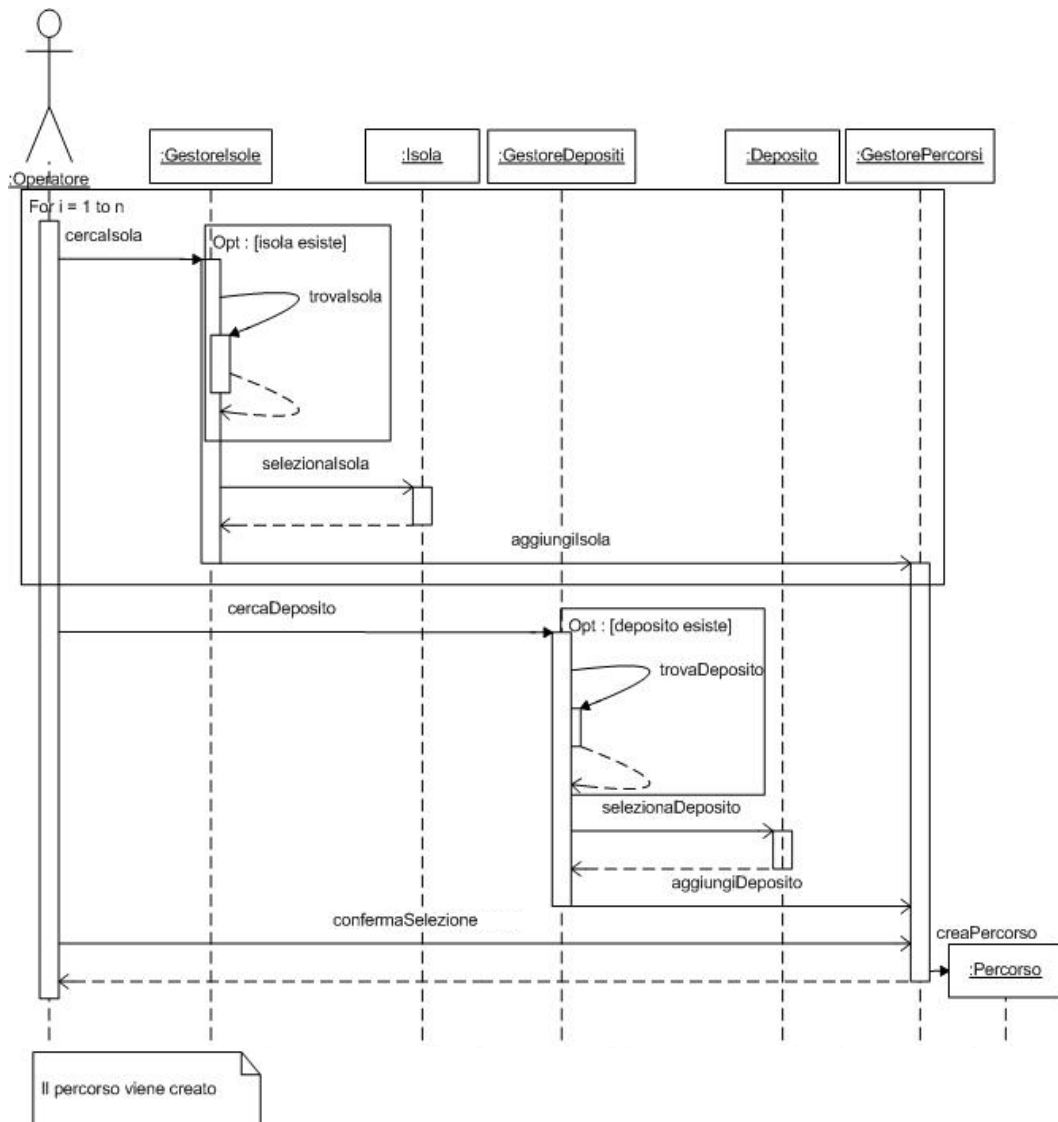 :GestoreIsole
:Isola
:GestoreDepositi
:Deposito
:GestorePercorsi
:Operatore
For i = 1 to n
cercaIsola
Opt : [isola esiste]
trovaIsola
selezionaIsola
aggiungiIsola
cercaDeposito
Opt : [deposito esiste]
trovaDeposito
selezionaDeposito
aggiungiDeposito
confermaSelezione
creaPercorso
:Percorso
Il percorso viene creato